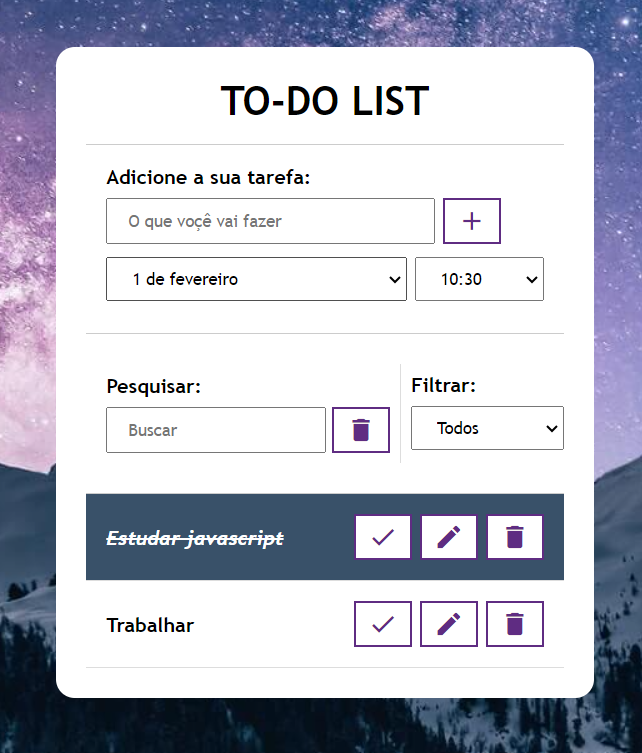 TO-DO LIST
Adicione a sua tarefa:
O que voçê vai fazer
1 de fevereiro
10:30
Pesquisar:
Filtrar:
Buscar
Todos
Estudar javascript
Trabalhar